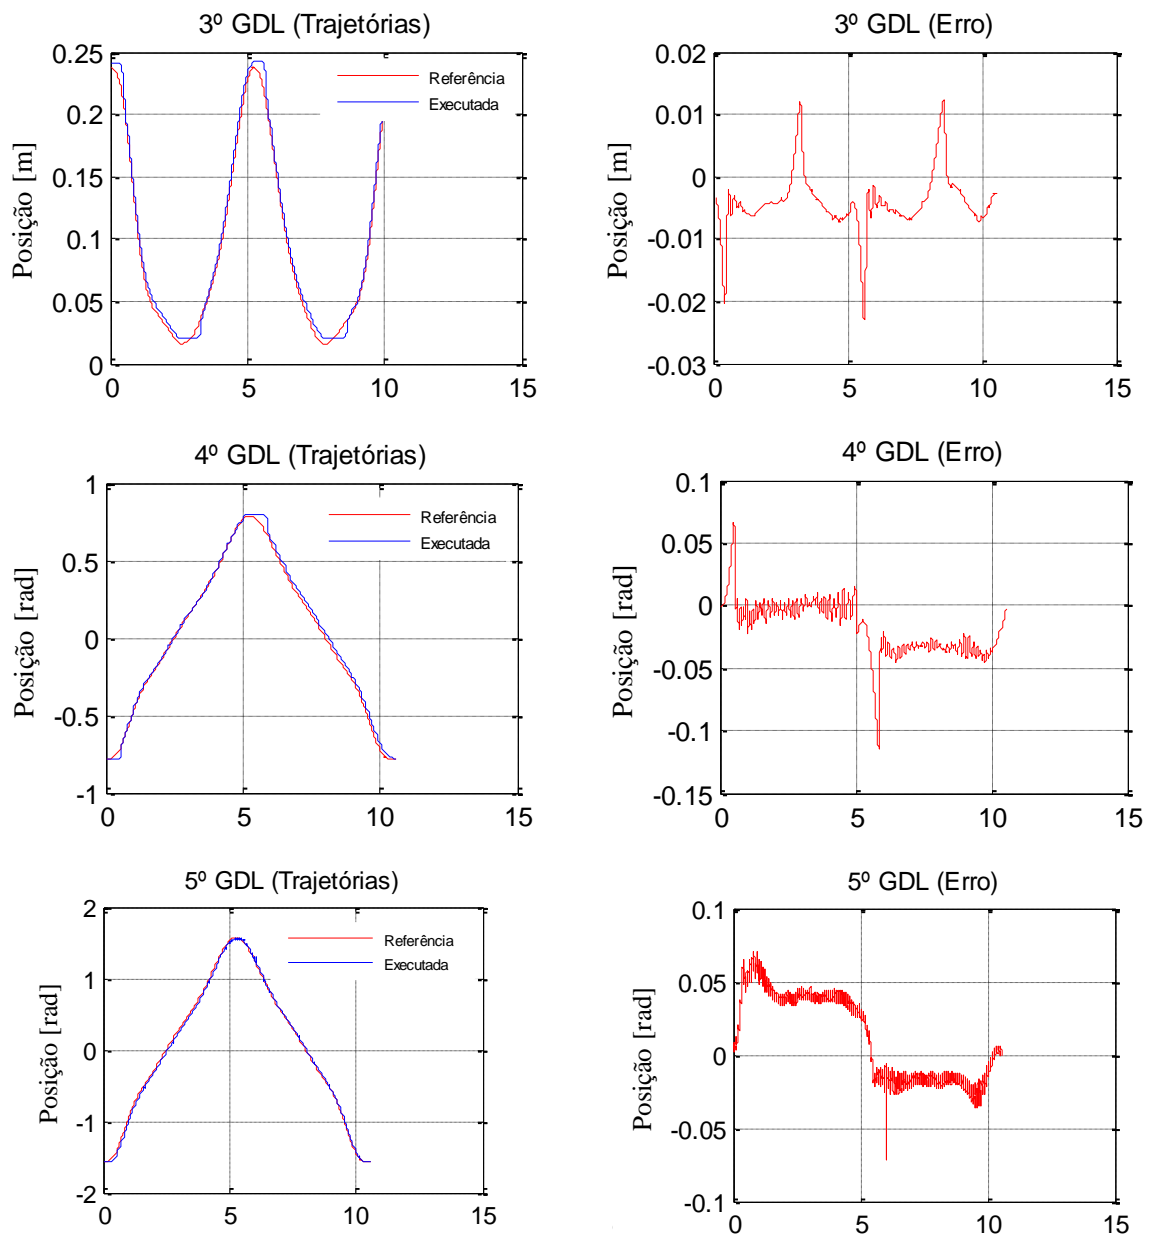 3º GDL (Trajetórias)
3º GDL (Erro)
0.25
0.2
0.15
0.1
0.05
0
Posição [m]
Referência
Executada
0 5 10 15
0.02
0.01
0
-0.01
-0.02
-0.03
Posição [m]
0 5 10 15
4º GDL (Trajetórias)
4º GDL (Erro)
1
0.5
0
-0.5
-1
Posição [rad]
Referência
Executada
0 5 10 15
0.1
0.05
0
-0.05
-0.1
-0.15
Posição [rad]
0 5 10 15
5º GDL (Trajetórias)
5º GDL (Erro)
2
1
0
-1
-2
Posição [rad]
Referência
Executada
0 5 10 15
0.1
0.05
0
-0.05
-0.1
Posição [rad]
0 5 10 15